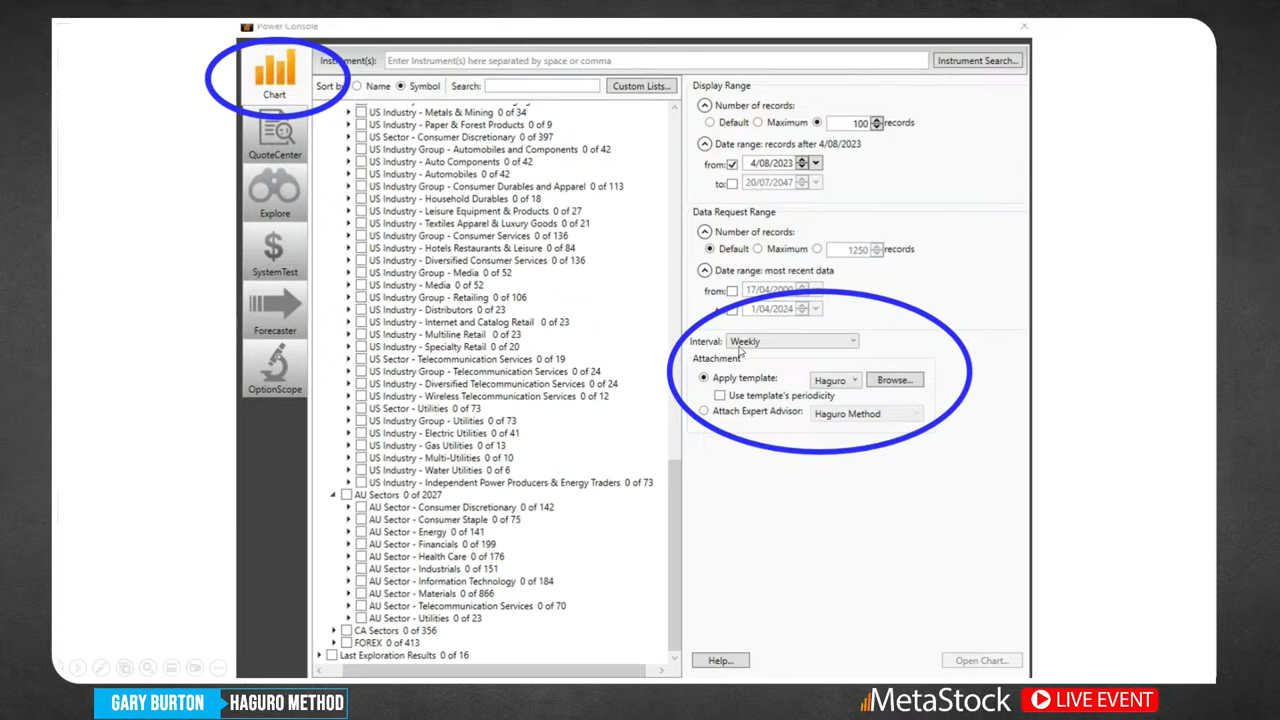 Power Console
Chart
QuoteCenter
Explore
SystemTest
Forecaster
OptionScope
Instrument(s): Enter Instrument(s) here separated by space or comma Instrument Search...
Sort by Name Symbol Search: Custom Lists...
US Industry - Metals & Mining 0 of 34
US Industry - Paper & Forest Products 0 of 9
US Sector - Consumer Discretionary 0 of 397
US Industry Group - Automobiles and Components 0 of 42
US Industry - Auto Components 0 of 42
US Industry - Automobiles 0 of 42
US Industry Group - Consumer Durables and Apparel 0 of 113
US Industry - Household Durables 0 of 18
US Industry - Leisure Equipment & Products 0 of 27
US Industry - Textiles Apparel & Luxury Goods 0 of 21
US Industry Group - Consumer Services 0 of 136
US Industry - Hotels Restaurants & Leisure 0 of 84
US Industry - Diversified Consumer Services 0 of 136
US Industry Group - Media 0 of 52
US Industry - Media 0 of 52
US Industry Group - Retailing 0 of 106
US Industry - Distributors 0 of 23
US Industry - Internet and Catalog Retail 0 of 23
US Industry - Multiline Retail 0 of 23
US Industry - Specialty Retail 0 of 20
US Sector - Telecommunication Services 0 of 19
US Industry Group - Telecommunication Services 0 of 24
US Industry - Diversified Telecommunication Services 0 of 24
US Industry - Wireless Telecommunication Services 0 of 12
US Sector - Utilities 0 of 73
US Industry Group - Utilities 0 of 73
US Industry - Electric Utilities 0 of 41
US Industry - Gas Utilities 0 of 13
US Industry - Multi-Utilities 0 of 10
US Industry - Water Utilities 0 of 6
US Industry - Independent Power Producers & Energy Traders 0 of 73
AU Sectors 0 of 2027
AU Sector - Consumer Discretionary 0 of 142
AU Sector - Consumer Staple 0 of 75
AU Sector - Energy 0 of 141
AU Sector - Financials 0 of 199
AU Sector - Health Care 0 of 176
AU Sector - Industrials 0 of 151
AU Sector - Information Technology 0 of 184
AU Sector - Materials 0 of 866
AU Sector - Telecommunication Services 0 of 70
AU Sector - Utilities 0 of 23
CA Sectors 0 of 356
FOREX 0 of 413
Last Exploration Results 0 of 16
Display Range
Number of records:
Default Maximum 100 records
Date range: records after 4/08/2023
from: 4/08/2023
to: 20/07/2047
Data Request Range
Number of records:
Default Maximum 1250 records
Date range: most recent data
from: 17/04/2000
1/04/2024
Interval: Weekly
Attachment
Apply template: Haguro Browse...
Use template's periodicity
Attach Expert Advisor: Haguro Method
Help... Open Chart...
GARY BURTON HAGURO METHOD
MetaStock LIVE EVENT